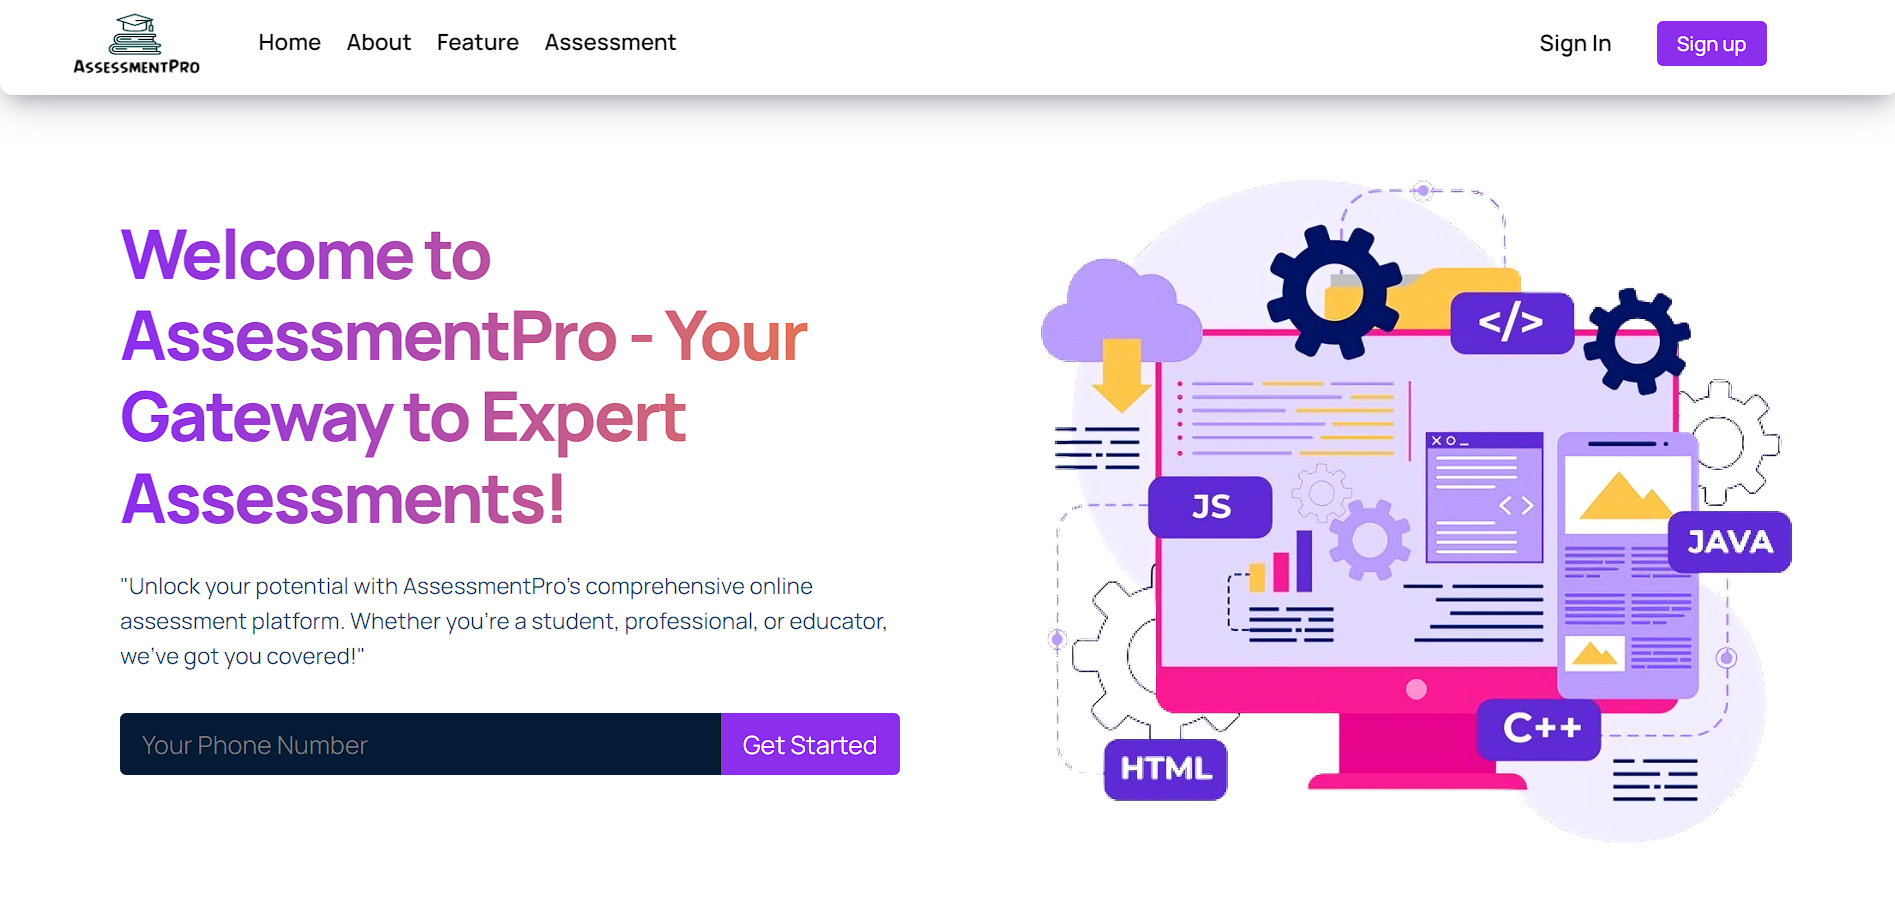 AssessmentPro
Home About Feature Assessment
Sign In
Sign up
Welcome to
AssessmentPro - Your
Gateway to Expert
Assessments!
"Unlock your potential with AssessmentPro's comprehensive online
assessment platform. Whether you're a student, professional, or educator,
we've got you covered!"
Your Phone Number
Get Started
</>
JS
< >
JAVA
C++
HTML